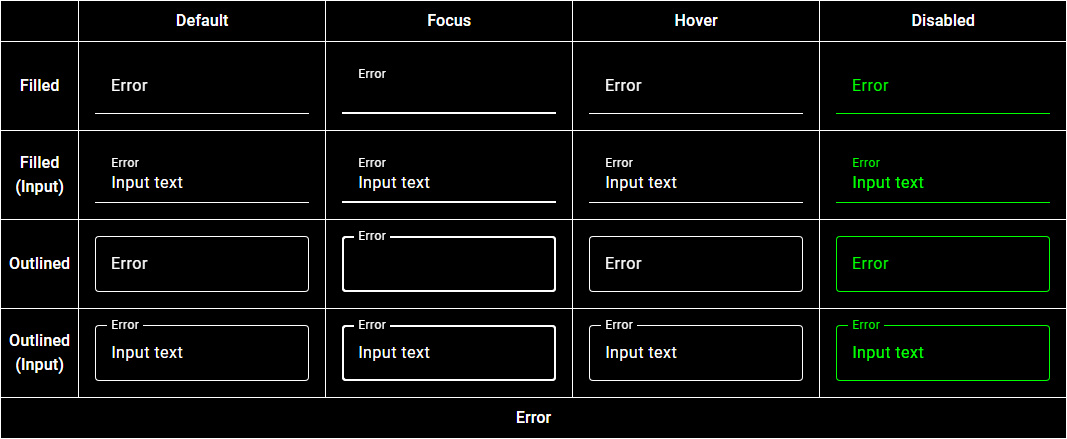 Default Focus Hover Disabled
Filled Error Error Error Error
Filled (Input) Error Input text Error Input text Error Input text Error Input text
Outlined Error Error Error Error
Outlined (Input) Error Input text Error Input text Error Input text Error Input text
Error